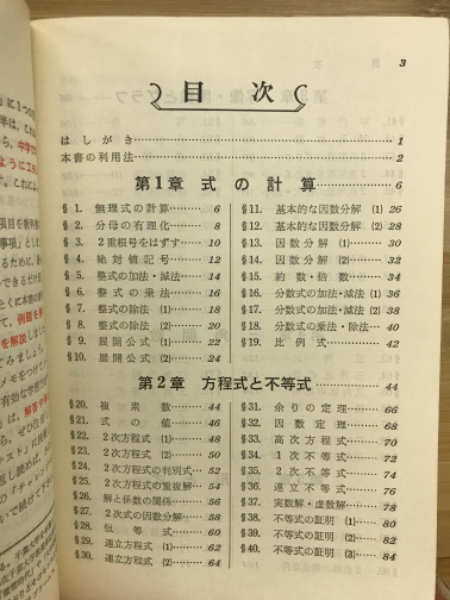 3
目次
はしがき……1
本書の利用法……2
第1章 式の計算……6
§1. 無理式の計算……6
§2. 分母の有理化……8
§3. 2重根号をはずす……10
§4. 絶対値記号……12
§5. 整式の加法・減法……14
§6. 整式の乗法……16
§7. 整式の除法 (1)……18
§8. 整式の除法 (2)……20
§9. 展開公式 (1)……22
§10. 展開公式 (2)……24
§11. 基本的な因数分解 (1) 26
§12. 基本的な因数分解 (2) 28
§13. 因数分解 (1)……30
§14. 因数分解 (2)……32
§15. 約数・倍数……34
§16. 分数式の加法・減法 (1) 36
§17. 分数式の加法・減法 (2) 38
§18. 分数式の乗法・除法……40
§19. 比例式……42
第2章 方程式と不等式……44
§20. 複素数……44
§21. 式の値……46
§22. 2次方程式 (1)……48
§23. 2次方程式 (2)……50
§24. 2次方程式の判別式…52
§25. 2次方程式の重複解…54
§26. 解と係数の関係……56
§27. 2次式の因数分解……58
§28. 恒等式……60
§29. 連立方程式 (1)……62
§30. 連立方程式 (2)……64
§31. 余りの定理……66
§32. 因数定理……68
§33. 高次方程式……70
§34. 1次不等式……72
§35. 2次不等式……74
§36. 連立不等式……76
§37. 実数解・虚数解……78
§38. 不等式の証明 (1)……80
§39. 不等式の証明 (2)……82
§40. 不等式の証明 (3)……84